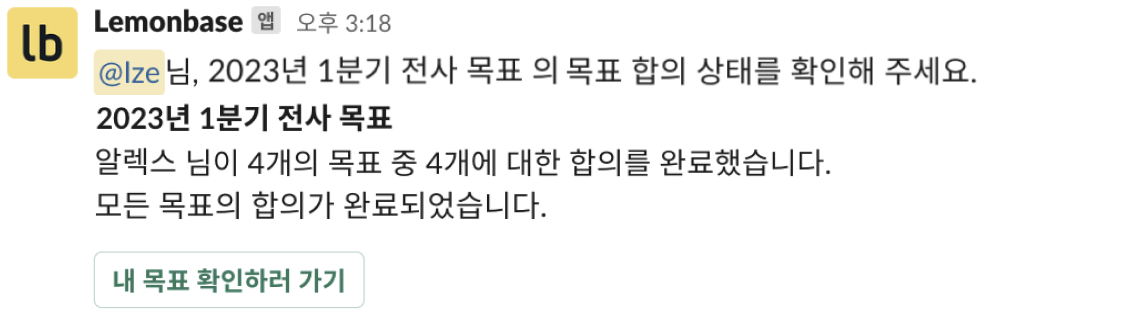 lb
Lemonbase 앱 오후 3:18
@lze님, 2023년 1분기 전사 목표 의 목표 합의 상태를 확인해 주세요.
2023년 1분기 전사 목표
알렉스 님이 4개의 목표 중 4개에 대한 합의를 완료했습니다.
모든 목표의 합의가 완료되었습니다.
내 목표 확인하러 가기